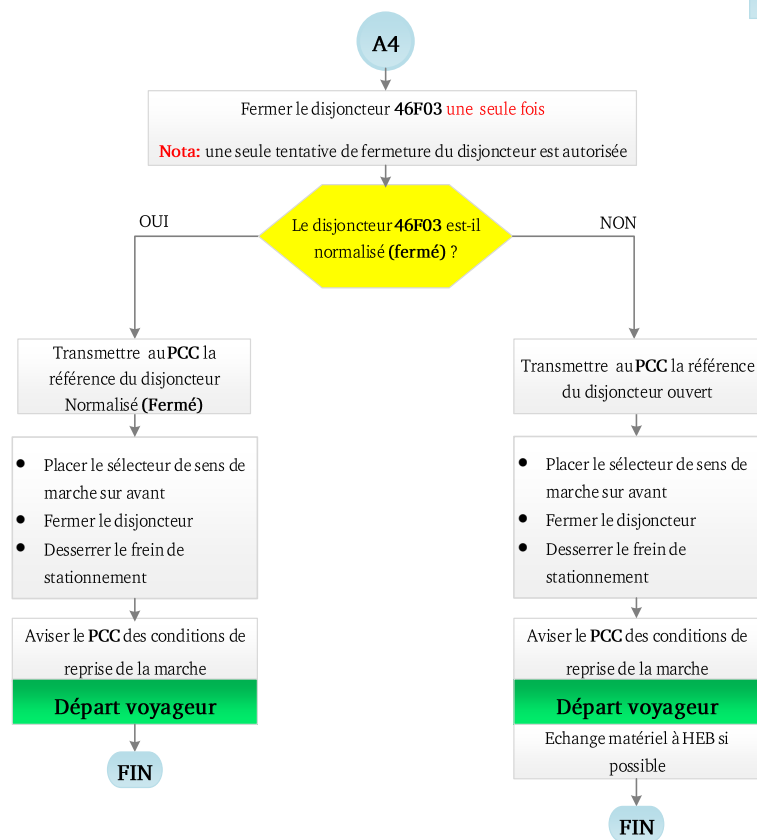 A4
Fermer le disjoncteur 46F03 une seule fois
Nota: une seule tentative de fermeture du disjoncteur est autorisée
Le disjoncteur 46F03 est-il
normalisé (fermé) ?
OUI
Transmettre au PCC la
référence du disjoncteur
Normalisé (Fermé)
● Placer le sélecteur de sens de
marche sur avant
● Fermer le disjoncteur
● Desserrer le frein de
stationnement
Aviser le PCC des conditions de
reprise de la marche
Départ voyageur
FIN
NON
Transmettre au PCC la référence
du disjoncteur ouvert
● Placer le sélecteur de sens de
marche sur avant
● Fermer le disjoncteur
● Desserrer le frein de
stationnement
Aviser le PCC des conditions de
reprise de la marche
Départ voyageur
Echange matériel à HEB si
possible
FIN